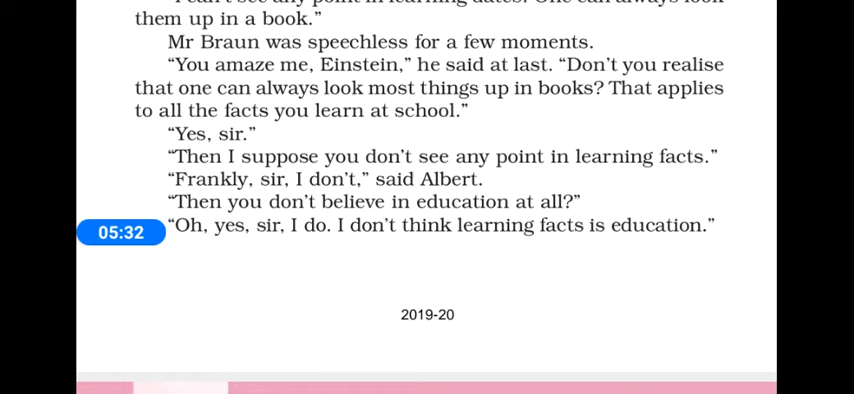 them up in a book.”
Mr Braun was speechless for a few moments.
“You amaze me, Einstein,” he said at last. “Don’t you realise
that one can always look most things up in books? That applies
to all the facts you learn at school.”
“Yes, sir.”
“Then I suppose you don’t see any point in learning facts.”
“Frankly, sir, I don’t,” said Albert.
“Then you don’t believe in education at all?”
05:32 “Oh, yes, sir, I do. I don’t think learning facts is education.”
2019-20